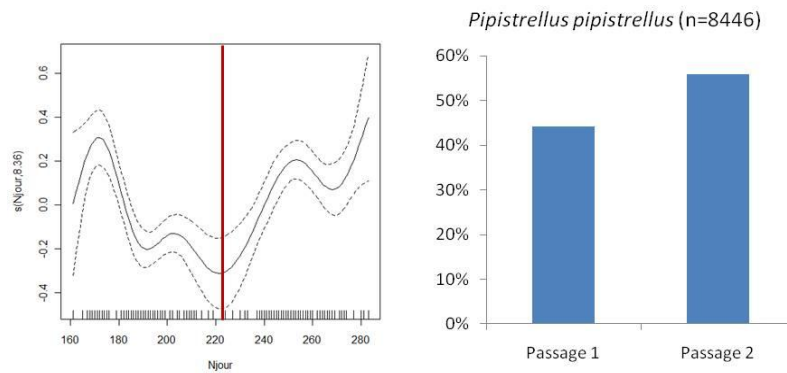 s(Njour,8.36)
0.6
0.4
0.2
0.0
-0.2
-0.4
160 180 200 220 240 260 280
Njour
Pipistrellus pipistrellus (n=8446)
60%
50%
40%
30%
20%
10%
0%
Passage 1 Passage 2